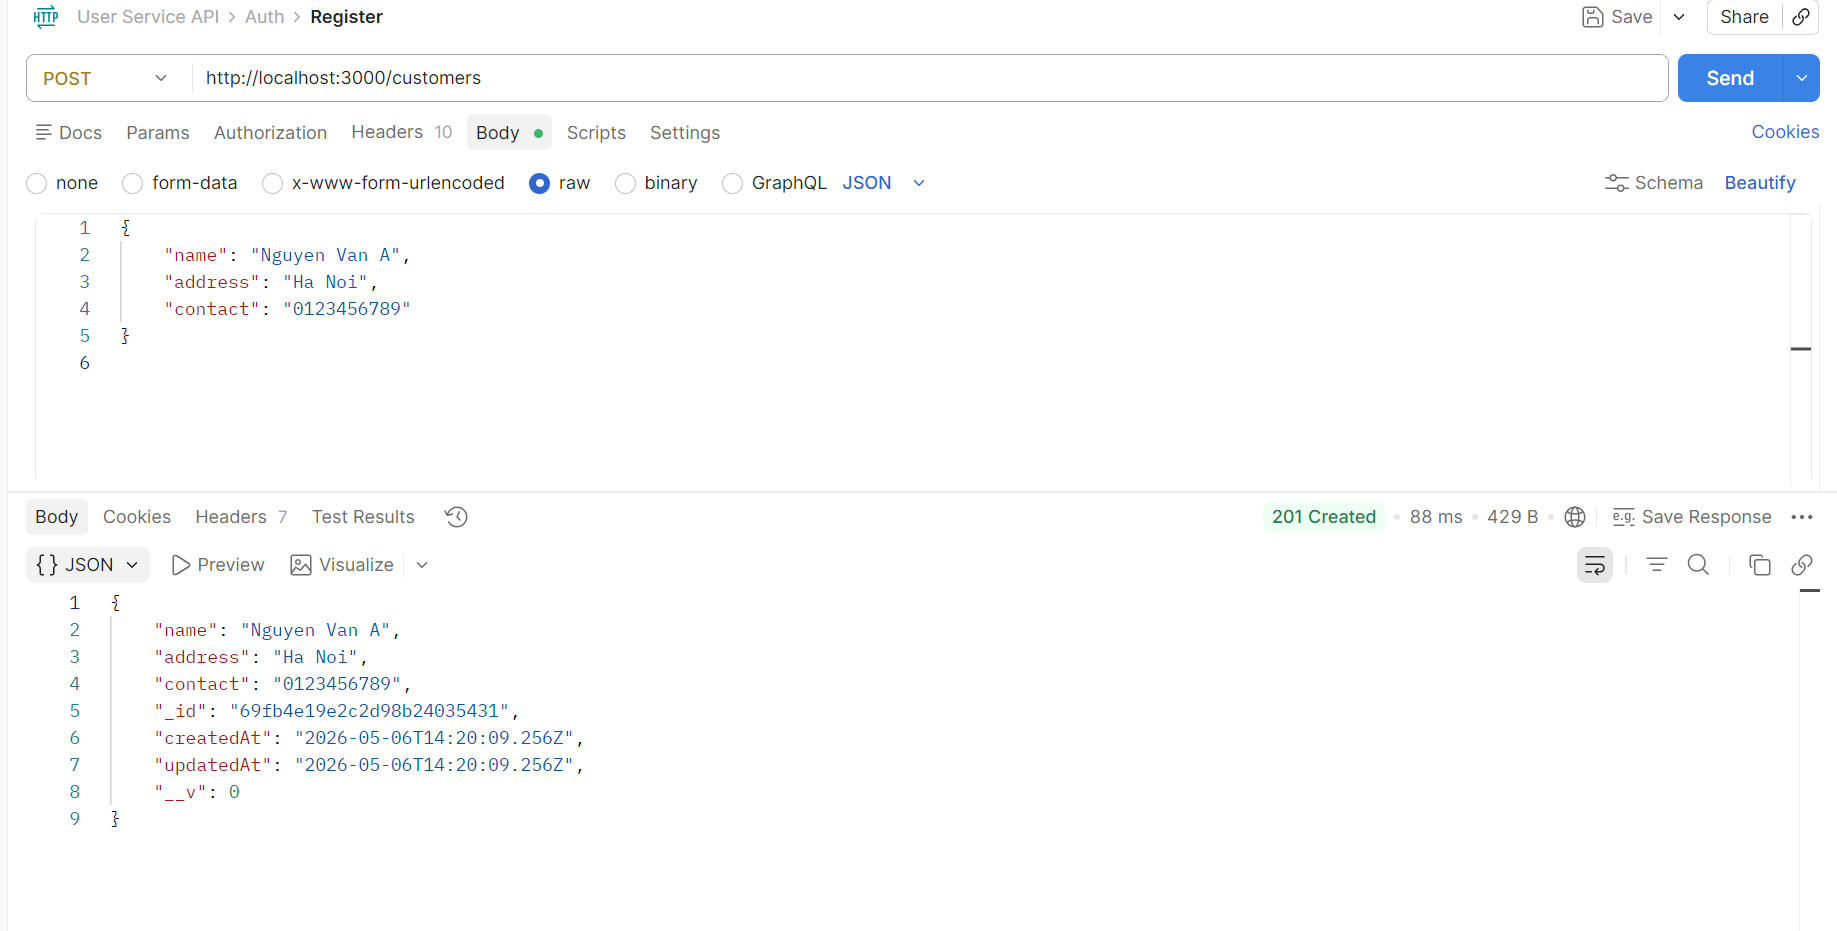 HTTP User Service API > Auth > Register Save Share
POST http://localhost:3000/customers Send
Docs Params Authorization Headers 10 Body Scripts Settings Cookies
none form-data x-www-form-urlencoded raw binary GraphQL JSON Schema Beautify
1 {
2 "name": "Nguyen Van A",
3 "address": "Ha Noi",
4 "contact": "0123456789"
5 }
6
Body Cookies Headers 7 Test Results 201 Created • 88 ms • 429 B • e.g. Save Response
{} JSON Preview Visualize
1 {
2 "name": "Nguyen Van A",
3 "address": "Ha Noi",
4 "contact": "0123456789",
5 "_id": "69fb4e19e2c2d98b24035431",
6 "createdAt": "2026-05-06T14:20:09.256Z",
7 "updatedAt": "2026-05-06T14:20:09.256Z",
8 "__v": 0
9 }